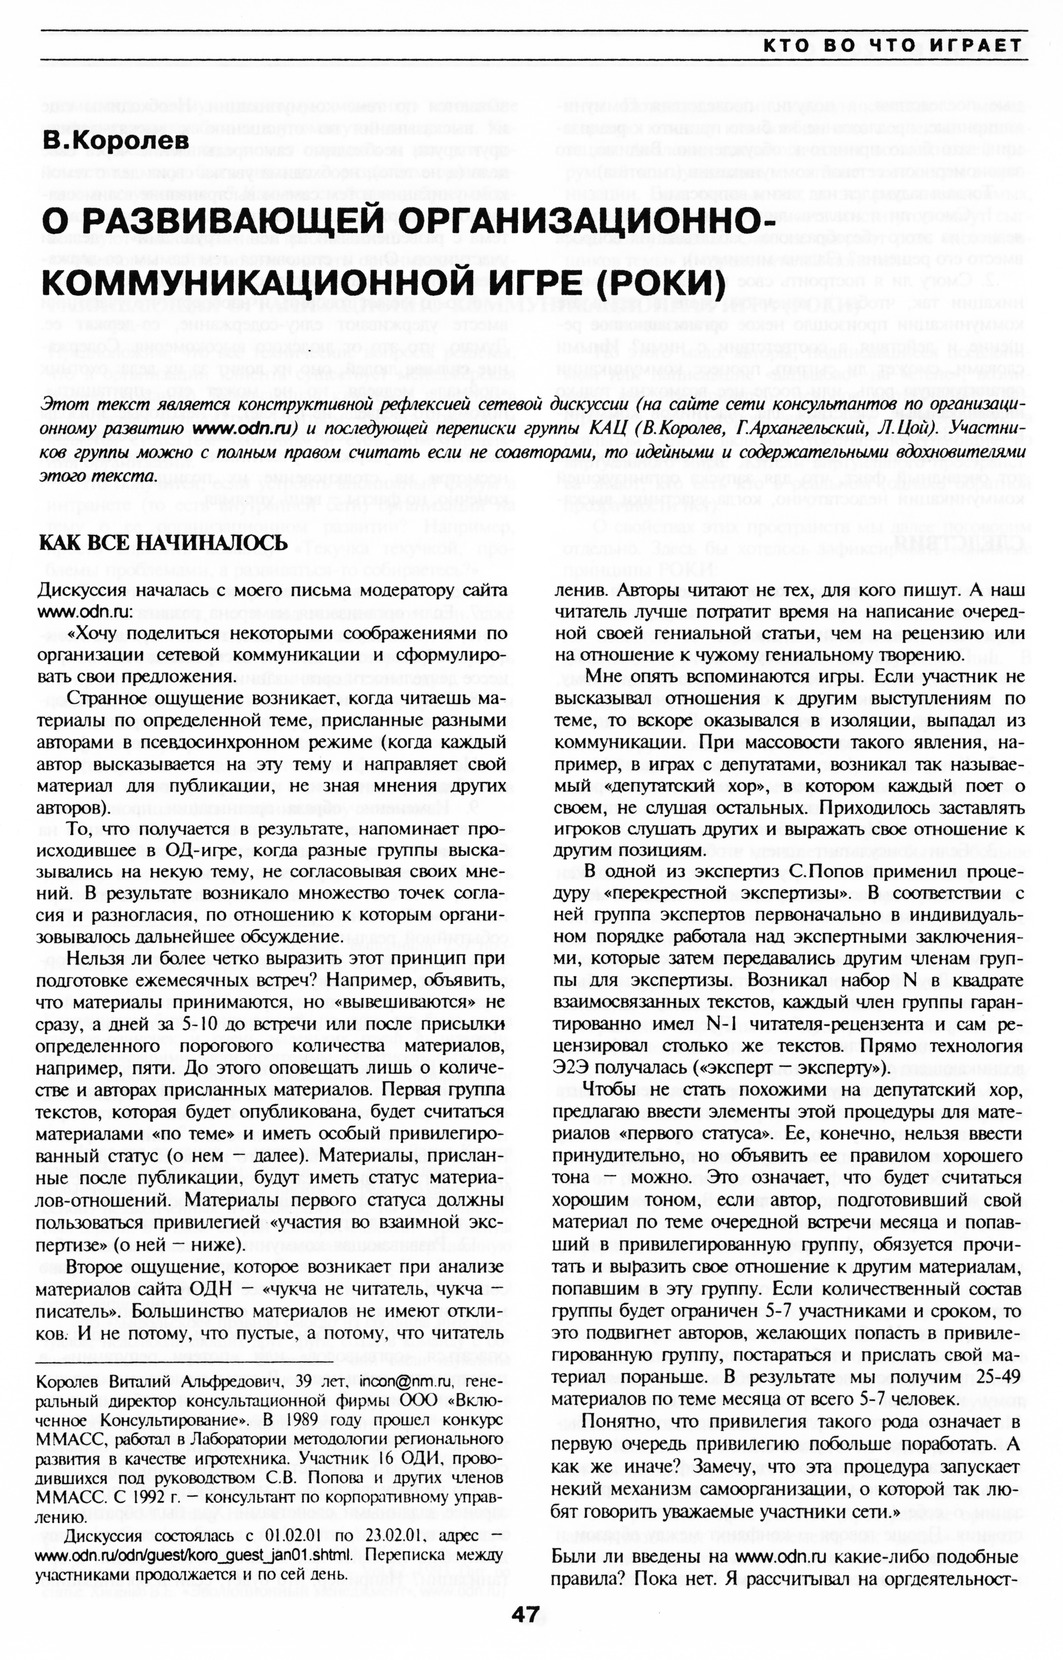 КТО ВО ЧТО ИГРАЕТ
В.Королев
О РАЗВИВАЮЩЕЙ ОРГАНИЗАЦИОННО-
КОММУНИКАЦИОННОЙ ИГРЕ (РОКИ)
Этот текст является конструктивной рефлексией сетевой дискуссии (на сайте сети консультантов по организаци-
онному развитию www.odn.ru) и последующей переписки группы КАЦ (В.Королев, Г.Архангельский, Л.Цой). Участни-
ков группы можно с полным правом считать если не соавторами, то идейными и содержательными вдохновителями
этого текста.
КАК ВСЕ НАЧИНАЛОСЬ
Дискуссия началась с моего письма модератору сайта
www.odn.ru:
«Хочу поделиться некоторыми соображениями по
организации сетевой коммуникации и сформулиро-
вать свои предложения.
Странное ощущение возникает, когда читаешь ма-
териалы по определенной теме, присланные разными
авторами в псевдосинхронном режиме (когда каждый
автор высказывается на эту тему и направляет свой
материал для публикации, не зная мнения других
авторов).
То, что получается в результате, напоминает про-
исходившее в ОД-игре, когда разные группы выска-
зывались на некую тему, не согласовывая своих мне-
ний. В результате возникало множество точек согла-
сия и разногласия, по отношению к которым органи-
зовывалось дальнейшее обсуждение.
Нельзя ли более четко выразить этот принцип при
подготовке ежемесячных встреч? Например, объявить,
что материалы принимаются, но «вывешиваются» не
сразу, а дней за 5-10 до встречи или после присылки
определенного порогового количества материалов,
например, пяти. До этого оповещать лишь о количе-
стве и авторах присланных материалов. Первая группа
текстов, которая будет опубликована, будет считаться
материалами «по теме» и иметь особый привилегиро-
ванный статус (о нем — далее). Материалы, прислан-
ные после публикации, будут иметь статус материа-
лов-отношений. Материалы первого статуса должны
пользоваться привилегией «участия во взаимной экс-
пертизе» (о ней — ниже).
Второе ощущение, которое возникает при анализе
материалов сайта ОДН — «чукча не читатель, чукча —
писатель». Большинство материалов не имеют откли-
ков. И не потому, что пустые, а потому, что читатель
Королев Виталий Альфредович, 39 лет, incon@nm.ru, гене-
ральный директор консультационной фирмы ООО «Вклю-
ченное Консультирование». В 1989 году прошел конкурс
ММАСС, работал в Лаборатории методологии регионального
развития в качестве игротехника. Участник 16 ОДИ, прово-
дившихся под руководством С.В. Попова и других членов
ММАСС. С 1992 г. — консультант по корпоративному управ-
лению.
Дискуссия состоялась с 01.02.01 по 23.02.01, адрес —
www.odn.ru/odn/guest/koro_guest_jan01.shtml. Переписка между
участниками продолжается и по сей день.
ленив. Авторы читают не тех, для кого пишут. А наш
читатель лучше потратит время на написание очеред-
ной своей гениальной статьи, чем на рецензию или
на отношение к чужому гениальному творению.
Мне опять вспоминаются игры. Если участник не
высказывал отношения к другим выступлениям по
теме, то вскоре оказывался в изоляции, выпадал из
коммуникации. При массовости такого явления, на-
пример, в играх с депутатами, возникал так называе-
мый «депутатский хор», в котором каждый поет о
своем, не слушая остальных. Приходилось заставлять
игроков слушать других и выражать свое отношение к
другим позициям.
В одной из экспертиз С.Попов применил проце-
дуру «перекрестной экспертизы». В соответствии с
ней группа экспертов первоначально в индивидуаль-
ном порядке работала над экспертными заключения-
ми, которые затем передавались другим членам груп-
пы для экспертизы. Возникал набор N в квадрате
взаимосвязанных текстов, каждый член группы гаран-
тированно имел N-1 читателя-рецензента и сам ре-
цензировал столько же текстов. Прямо технология
Э2Э получалась («эксперт — эксперту»).
Чтобы не стать похожими на депутатский хор,
предлагаю ввести элементы этой процедуры для мате-
риалов «первого статуса». Ее, конечно, нельзя ввести
принудительно, но объявить ее правилом хорошего
тона — можно. Это означает, что будет считаться
хорошим тоном, если автор, подготовивший свой
материал по теме очередной встречи месяца и попав-
ший в привилегированную группу, обязуется прочи-
тать и выразить свое отношение к другим материалам,
попавшим в эту группу. Если количественный состав
группы будет ограничен 5-7 участниками и сроком, то
это подвигнет авторов, желающих попасть в привиле-
гированную группу, постараться и прислать свой ма-
териал пораньше. В результате мы получим 25-49
материалов по теме месяца от всего 5-7 человек.
Понятно, что привилегия такого рода означает в
первую очередь привилегию побольше поработать. А
как же иначе? Замечу, что эта процедура запускает
некий механизм самоорганизации, о которой так лю-
бят говорить уважаемые участники сети.»
Были ли введены на www.odn.ru какие-либо подобные
правила? Пока нет. Я рассчитывал на оргдеятельност-
47